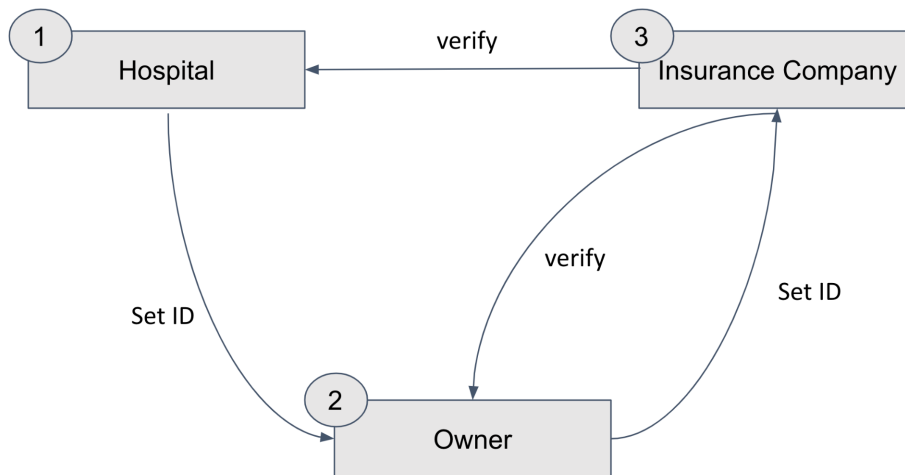 1
Hospital
verify
3
Insurance Company
verify
Set ID
Set ID
2
Owner